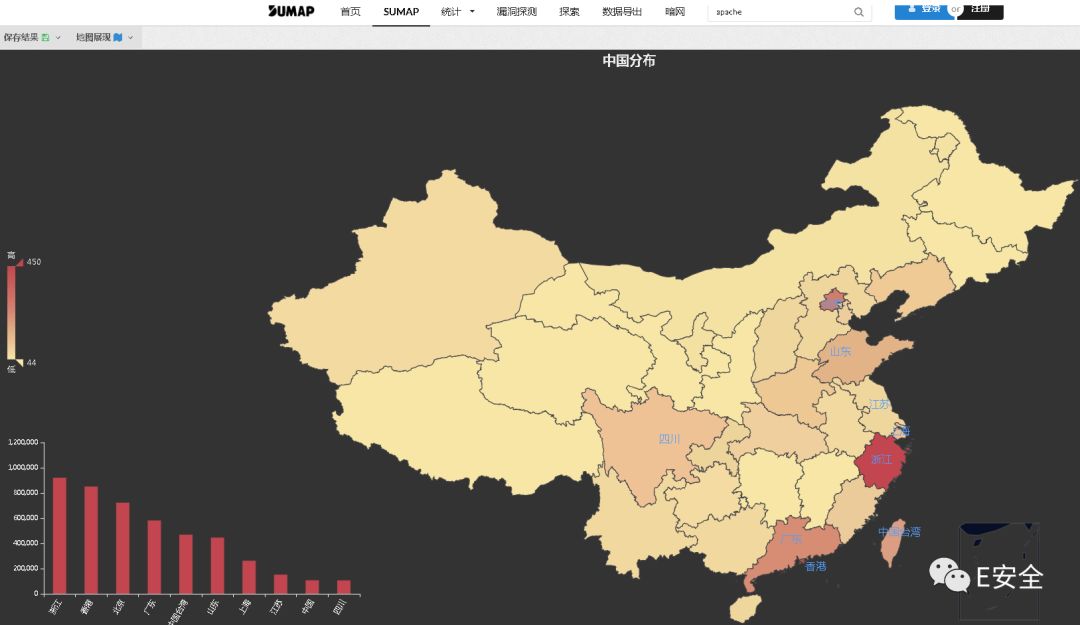 SUMAP 首页 SUMAP 统计 漏洞探测 探索 数据导出 暗网 apache 登录 or 注册
保存结果 地图展现
中国分布
高
450
44
低
山东
江苏
四川
浙江
广东
中国台湾
香港
1,200,000
1,000,000
800,000
600,000
400,000
200,000
0
浙江 香港 北京 广东 中国台湾 山东 上海 江苏 中国 四川
E安全